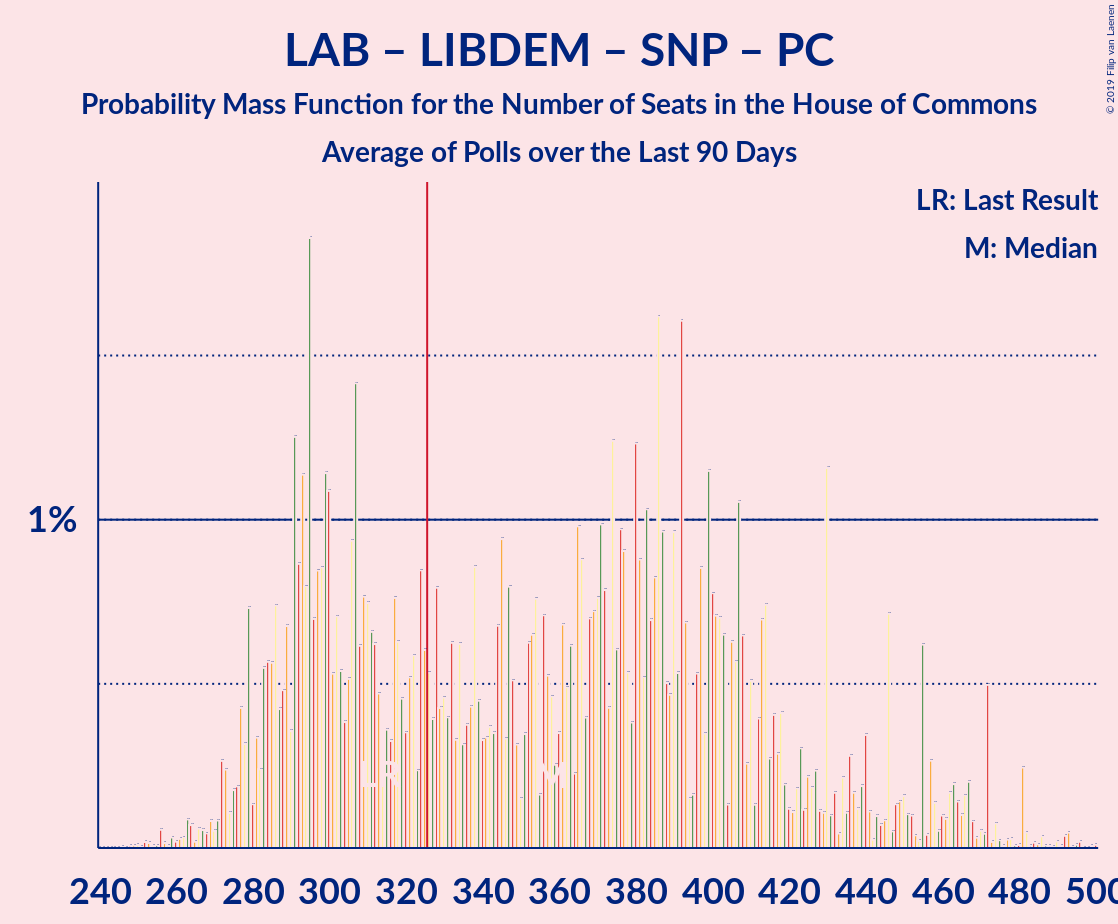 LAB – LIBDEM – SNP – PC
Probability Mass Function for the Number of Seats in the House of Commons
Average of Polls over the Last 90 Days
© 2019 Filip van Laenen
LR: Last Result
M: Median
1%
LR
M
240 260 280 300 320 340 360 380 400 420 440 460 480 500